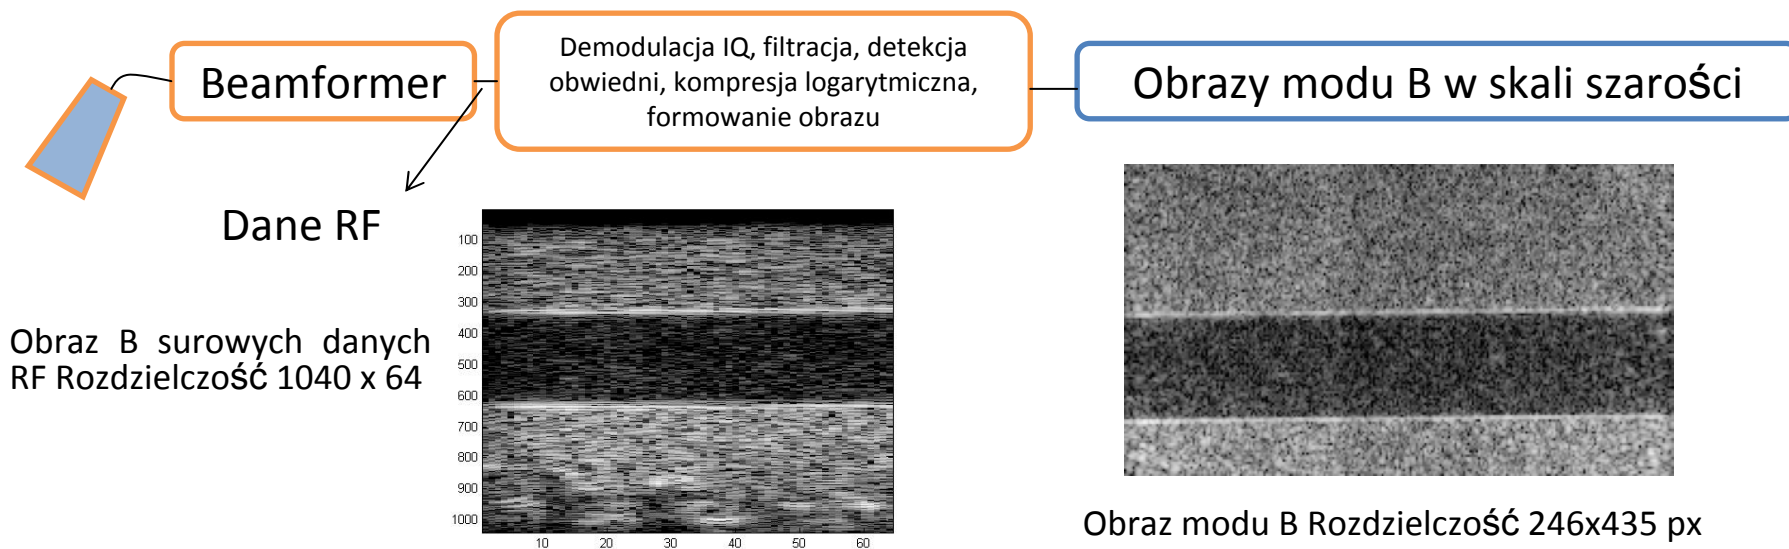 Beamformer
Demodulacja IQ, filtracja, detekcja
obwiedni, kompresja logarytmiczna,
formowanie obrazu
Obrazy modu B w skali szarości
Dane RF
Obraz B surowych danych
RF Rozdzielczość 1040 x 64
100
200
300
400
500
600
700
800
900
1000
10 20 30 40 50 60
Obraz modu B Rozdzielczość 246x435 px